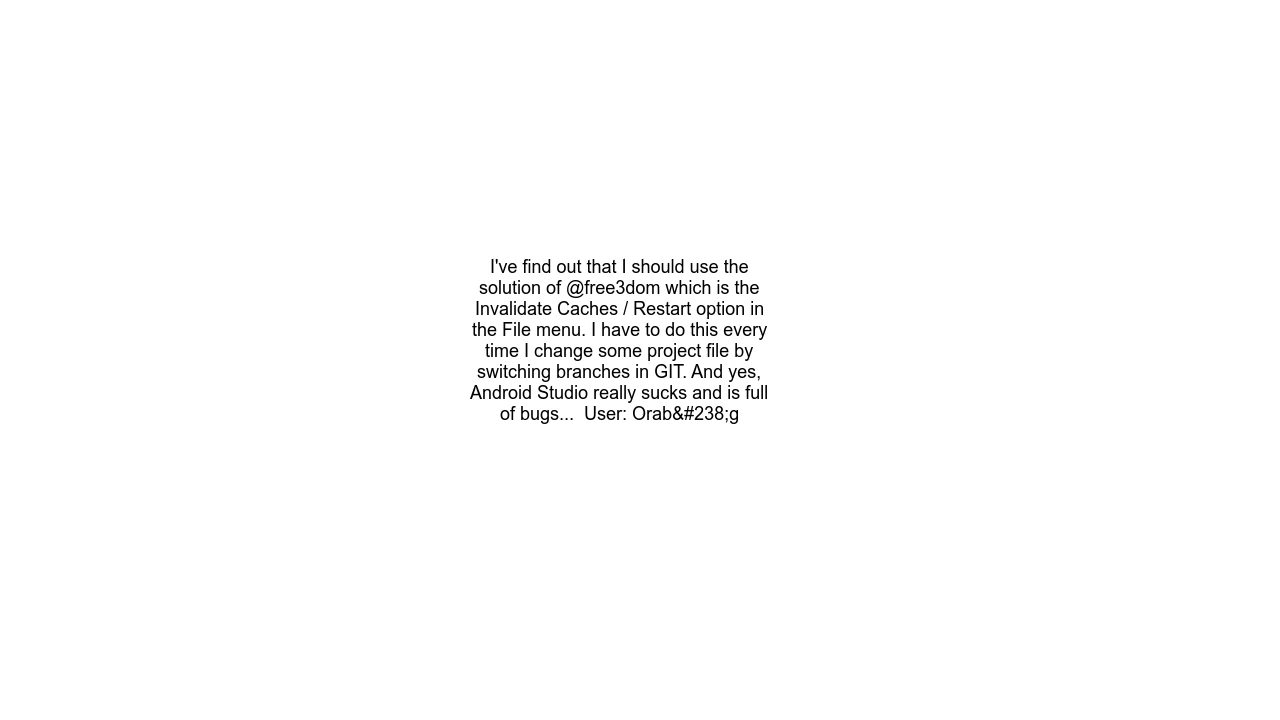 I've find out that I should use the
solution of @free3dom which is the
Invalidate Caches / Restart option in
the File menu. I have to do this every
time I change some project file by
switching branches in GIT. And yes,
Android Studio really sucks and is full
of bugs...  User: Orab&#238;g